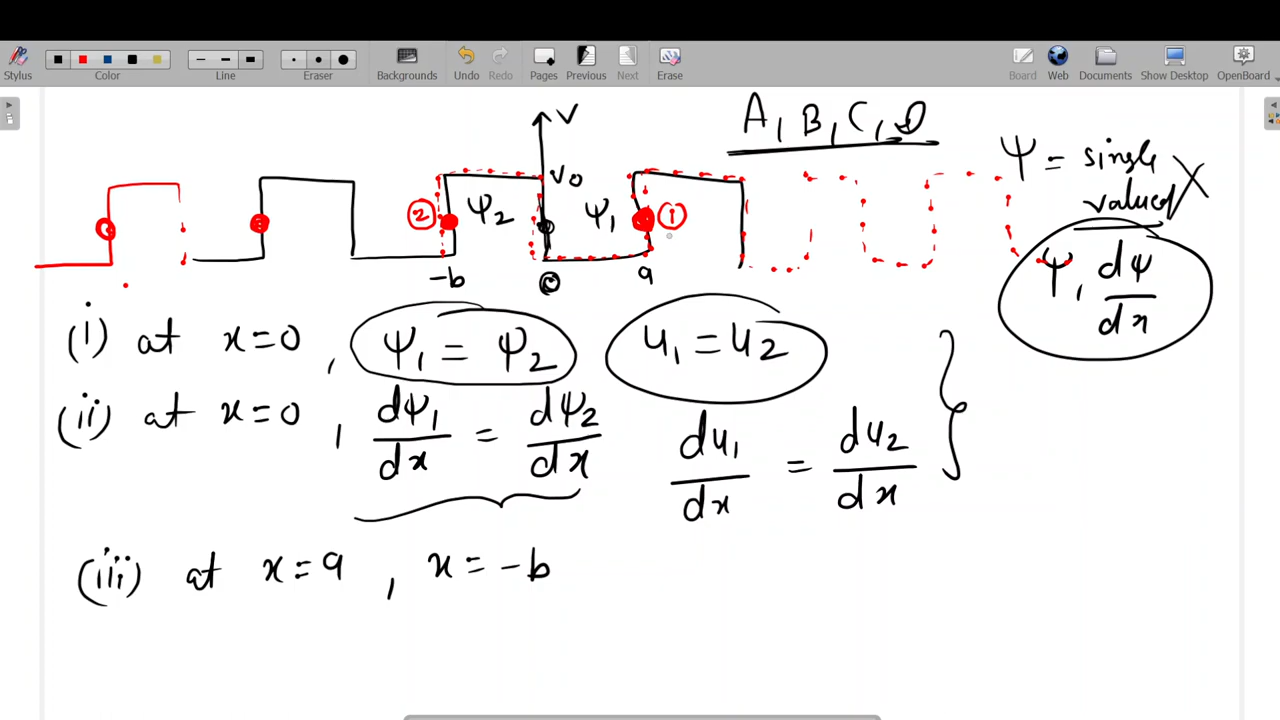 Stylus Color Line Eraser Backgrounds Undo Redo Pages Previous Next Erase Board Web Documents Show Desktop OpenBoard
V
A, B, C, D
V0
ψ = single
valued X
② ψ2 ψ1 ①
ψ, dψ/dx
-b 0 a
(i) at x=0, ψ1 = ψ2 u1 = u2
(ii) at x=0, dψ1/dx = dψ2/dx du1/dx = du2/dx
(iii) at x=a, x=-b